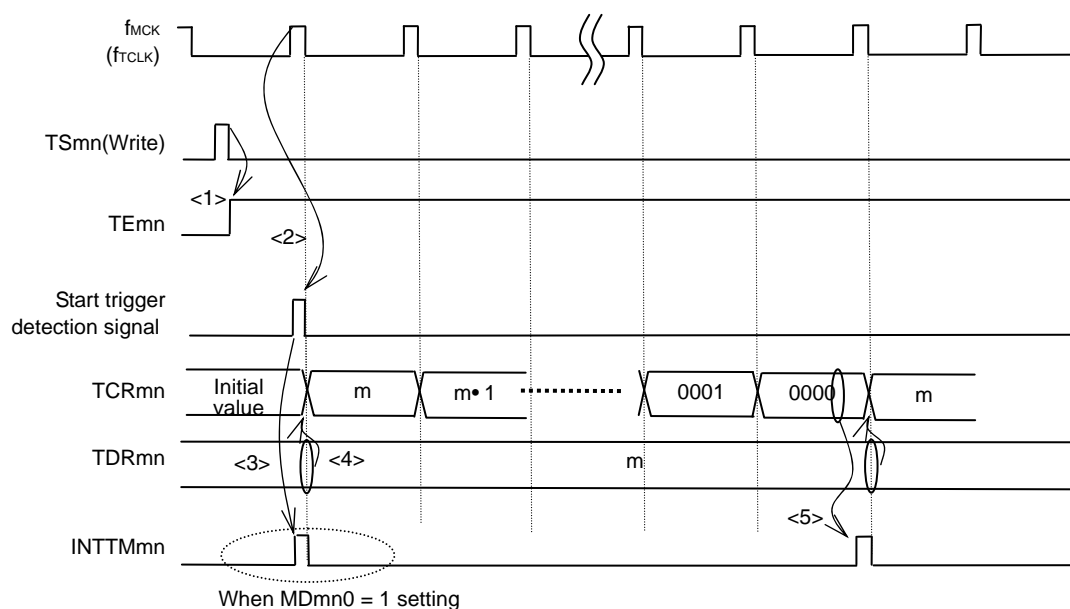 fMCK
(fTCLK)
TSmn(Write)
<1>
TEmn
<2>
Start trigger
detection signal
TCRmn
Initial
value
m
m• 1
0001
0000
m
TDRmn
<3>
<4>
m
<5>
INTTMmn
When MDmn0 = 1 setting